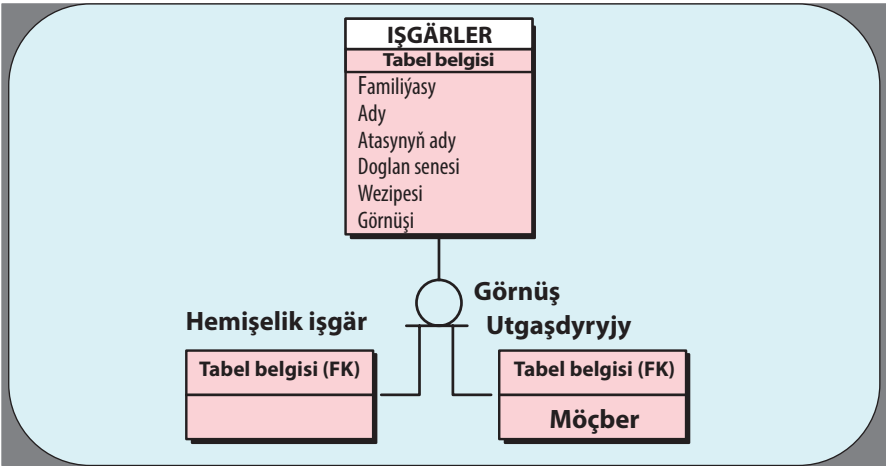 IŞGÄRLER
Tabel belgisi
Familiýasy
Ady
Atasynyň ady
Doglan senesi
Wezipesi
Görnüşi
Görnüş
Hemişelik işgär
Utgaşdyryjy
Tabel belgisi (FK)
Tabel belgisi (FK)
Möçber